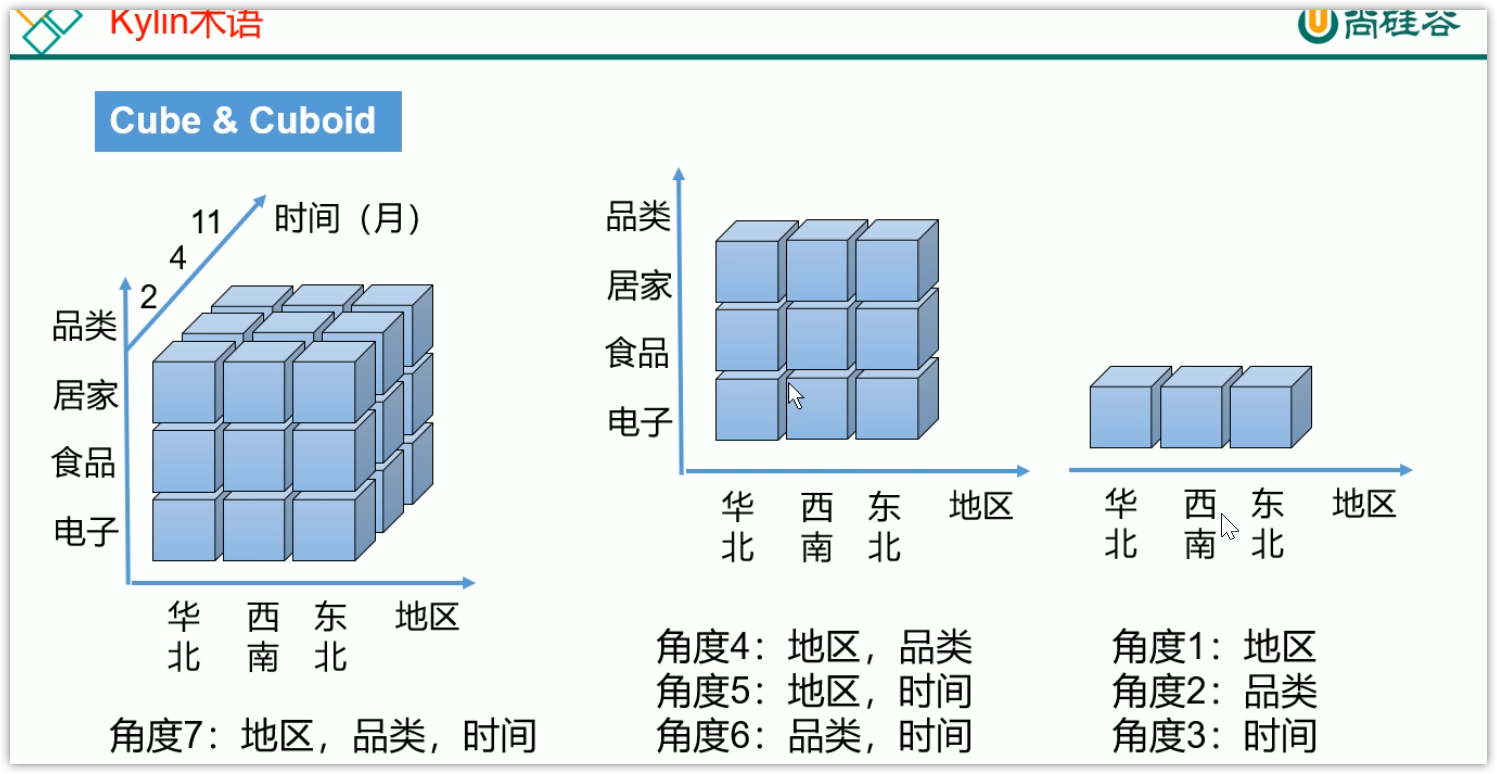 Kylin术语
尚硅谷
Cube & Cuboid
时间（月）
11
4
2
品类
居家
食品
电子
华北 西南 东北 地区
角度7：地区，品类，时间
品类
居家
食品
电子
华北 西南 东北 地区
角度4：地区，品类
角度5：地区，时间
角度6：品类，时间
华北 西南 东北 地区
角度1：地区
角度2：品类
角度3：时间